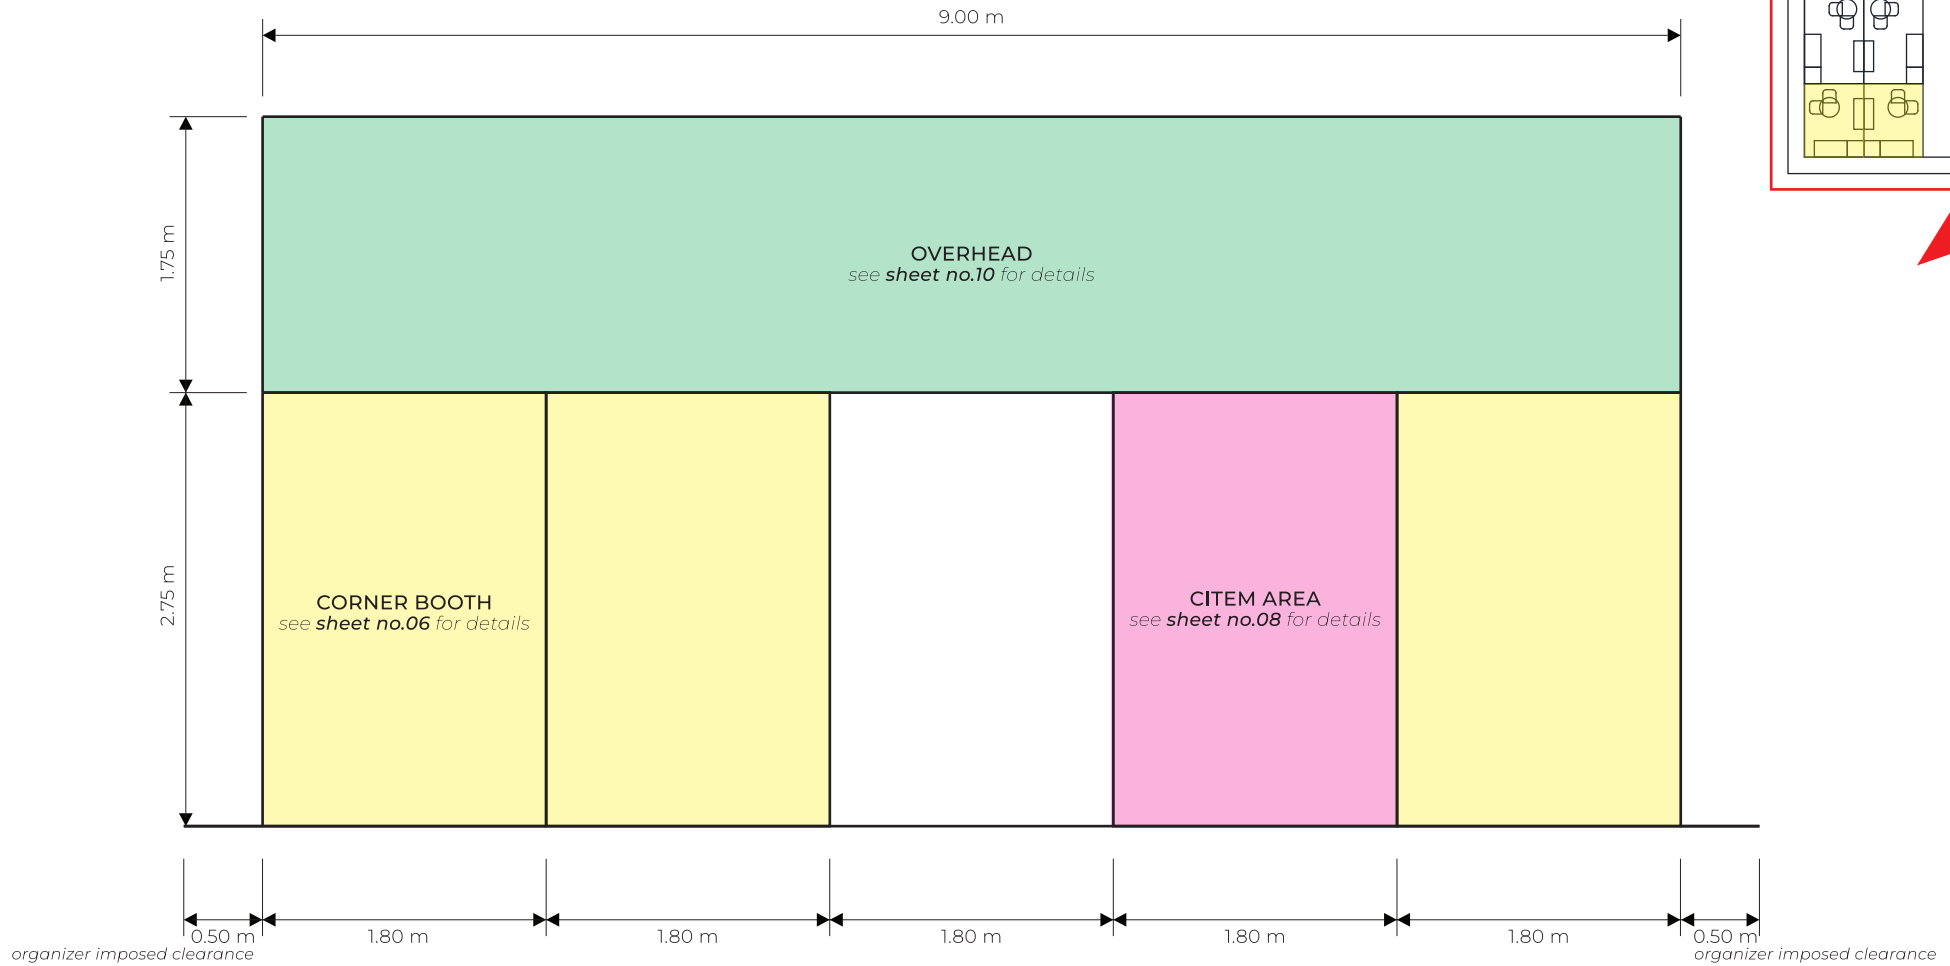 9.00 m
1.75 m
OVERHEAD
see sheet no.10 for details
2.75 m
CORNER BOOTH
see sheet no.06 for details
CITEM AREA
see sheet no.08 for details
0.50 m
1.80 m
1.80 m
1.80 m
1.80 m
1.80 m
0.50 m
organizer imposed clearance
organizer imposed clearance